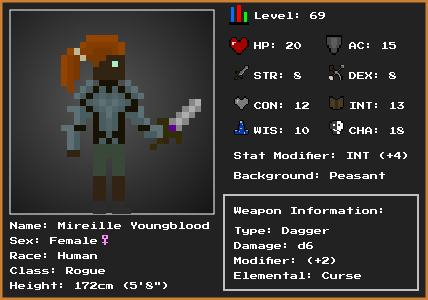 Level: 69
HP: 20
AC: 15
STR: 8
DEX: 8
CON: 12
INT: 13
WIS: 10
CHA: 18
Stat Modifier: INT (+4)
Background: Peasant
Weapon Information:
Type: Dagger
Damage: d6
Modifier: (+2)
Elemental: Curse
Name: Mireille Youngblood
Sex: Female♀
Race: Human
Class: Rogue
Height: 172cm (5'8")